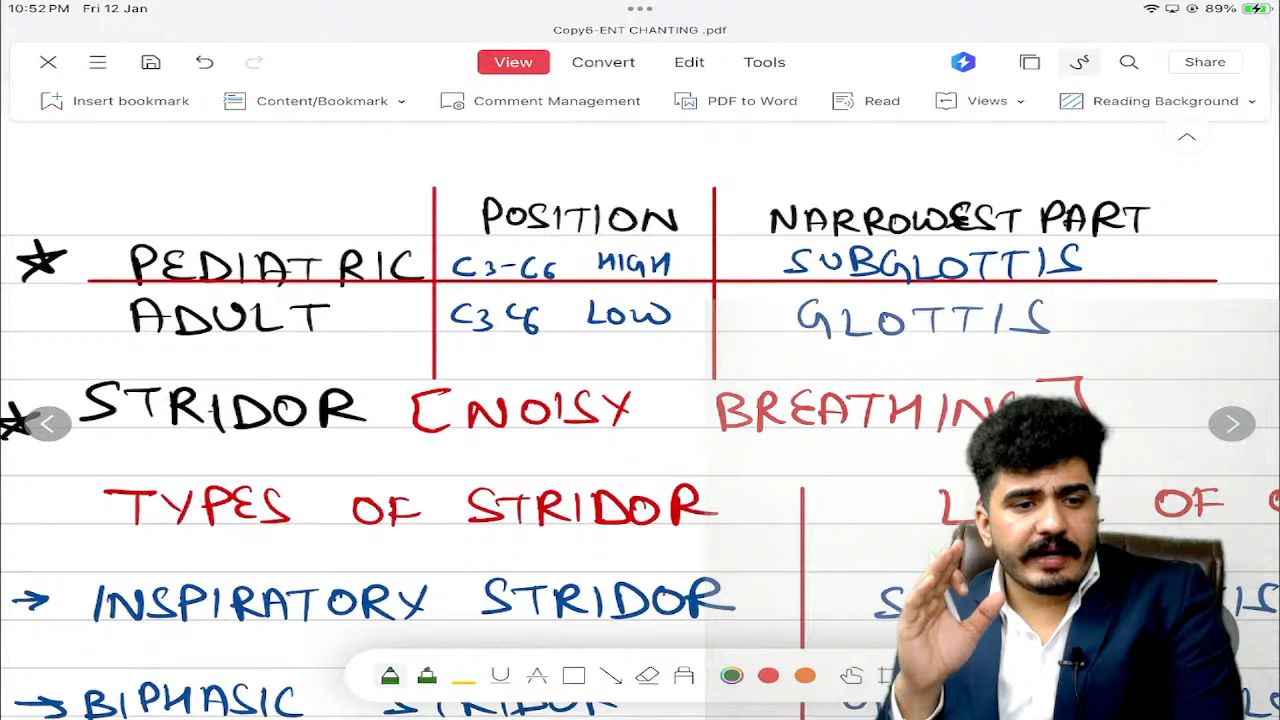 10:52 PM Fri 12 Jan 89%
Copy6-ENT CHANTING .pdf
View Convert Edit Tools Share
Insert bookmark Content/Bookmark Comment Management PDF to Word Read Views Reading Background
POSITION NARROWEST PART
PEDIATRIC C3-C6 HIGH SUBGLOTTIS
ADULT C3 C6 LOW GLOTTIS
STRIDOR [NOISY BREATHING]
TYPES OF STRIDOR OF
→ INSPIRATORY STRIDOR
→ BIPHASIC STRIDOR